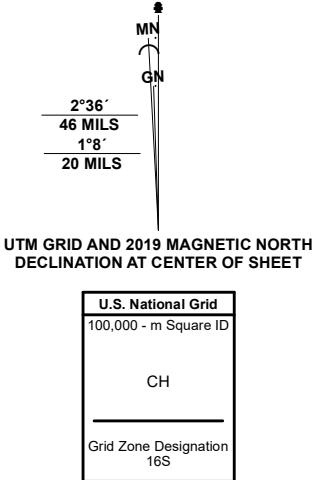 MN
GN
2°36´
46 MILS
1°8´
20 MILS
UTM GRID AND 2019 MAGNETIC NORTH
DECLINATION AT CENTER OF SHEET
U.S. National Grid
100,000 - m Square ID
CH
Grid Zone Designation
16S